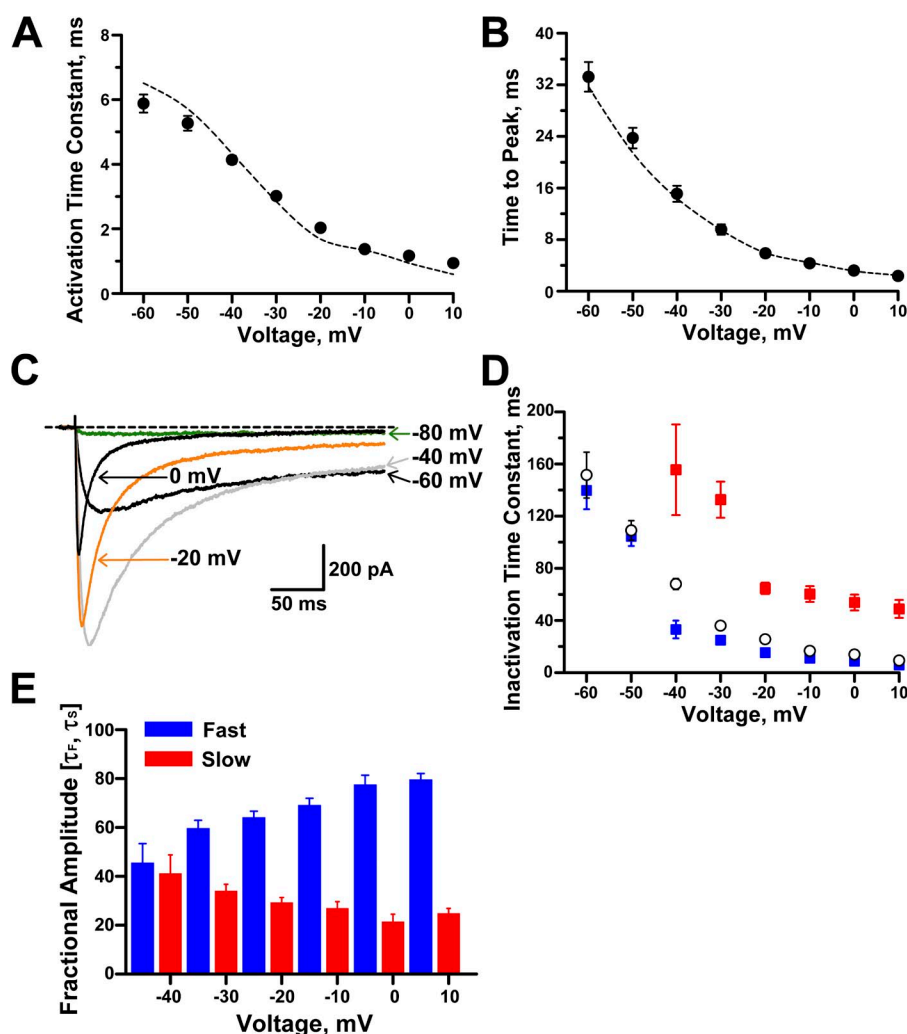 A
Activation Time Constant, ms
8
6
4
2
0
-60 -50 -40 -30 -20 -10 0 10
Voltage, mV
B
Time to Peak, ms
40
32
24
16
8
0
-60 -50 -40 -30 -20 -10 0 10
Voltage, mV
C
-80 mV
-40 mV
-60 mV
0 mV
-20 mV
200 pA
50 ms
D
Inactivation Time Constant, ms
200
160
120
80
40
0
-60 -50 -40 -30 -20 -10 0 10
Voltage, mV
E
Fractional Amplitude [τF, τS]
100
80
60
40
20
0
Fast
Slow
-40 -30 -20 -10 0 10
Voltage, mV